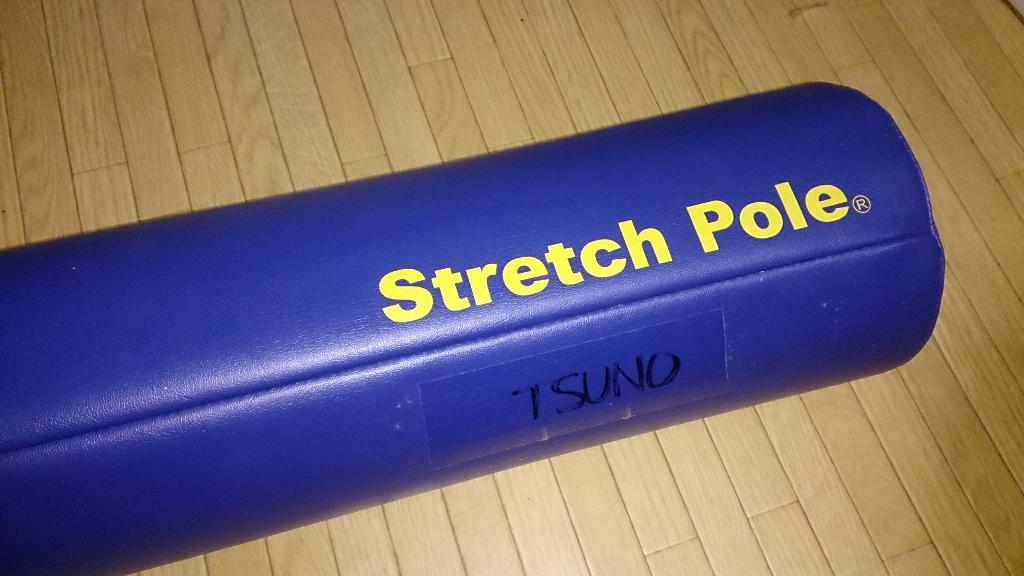 Stretch Pole®
TSUNO